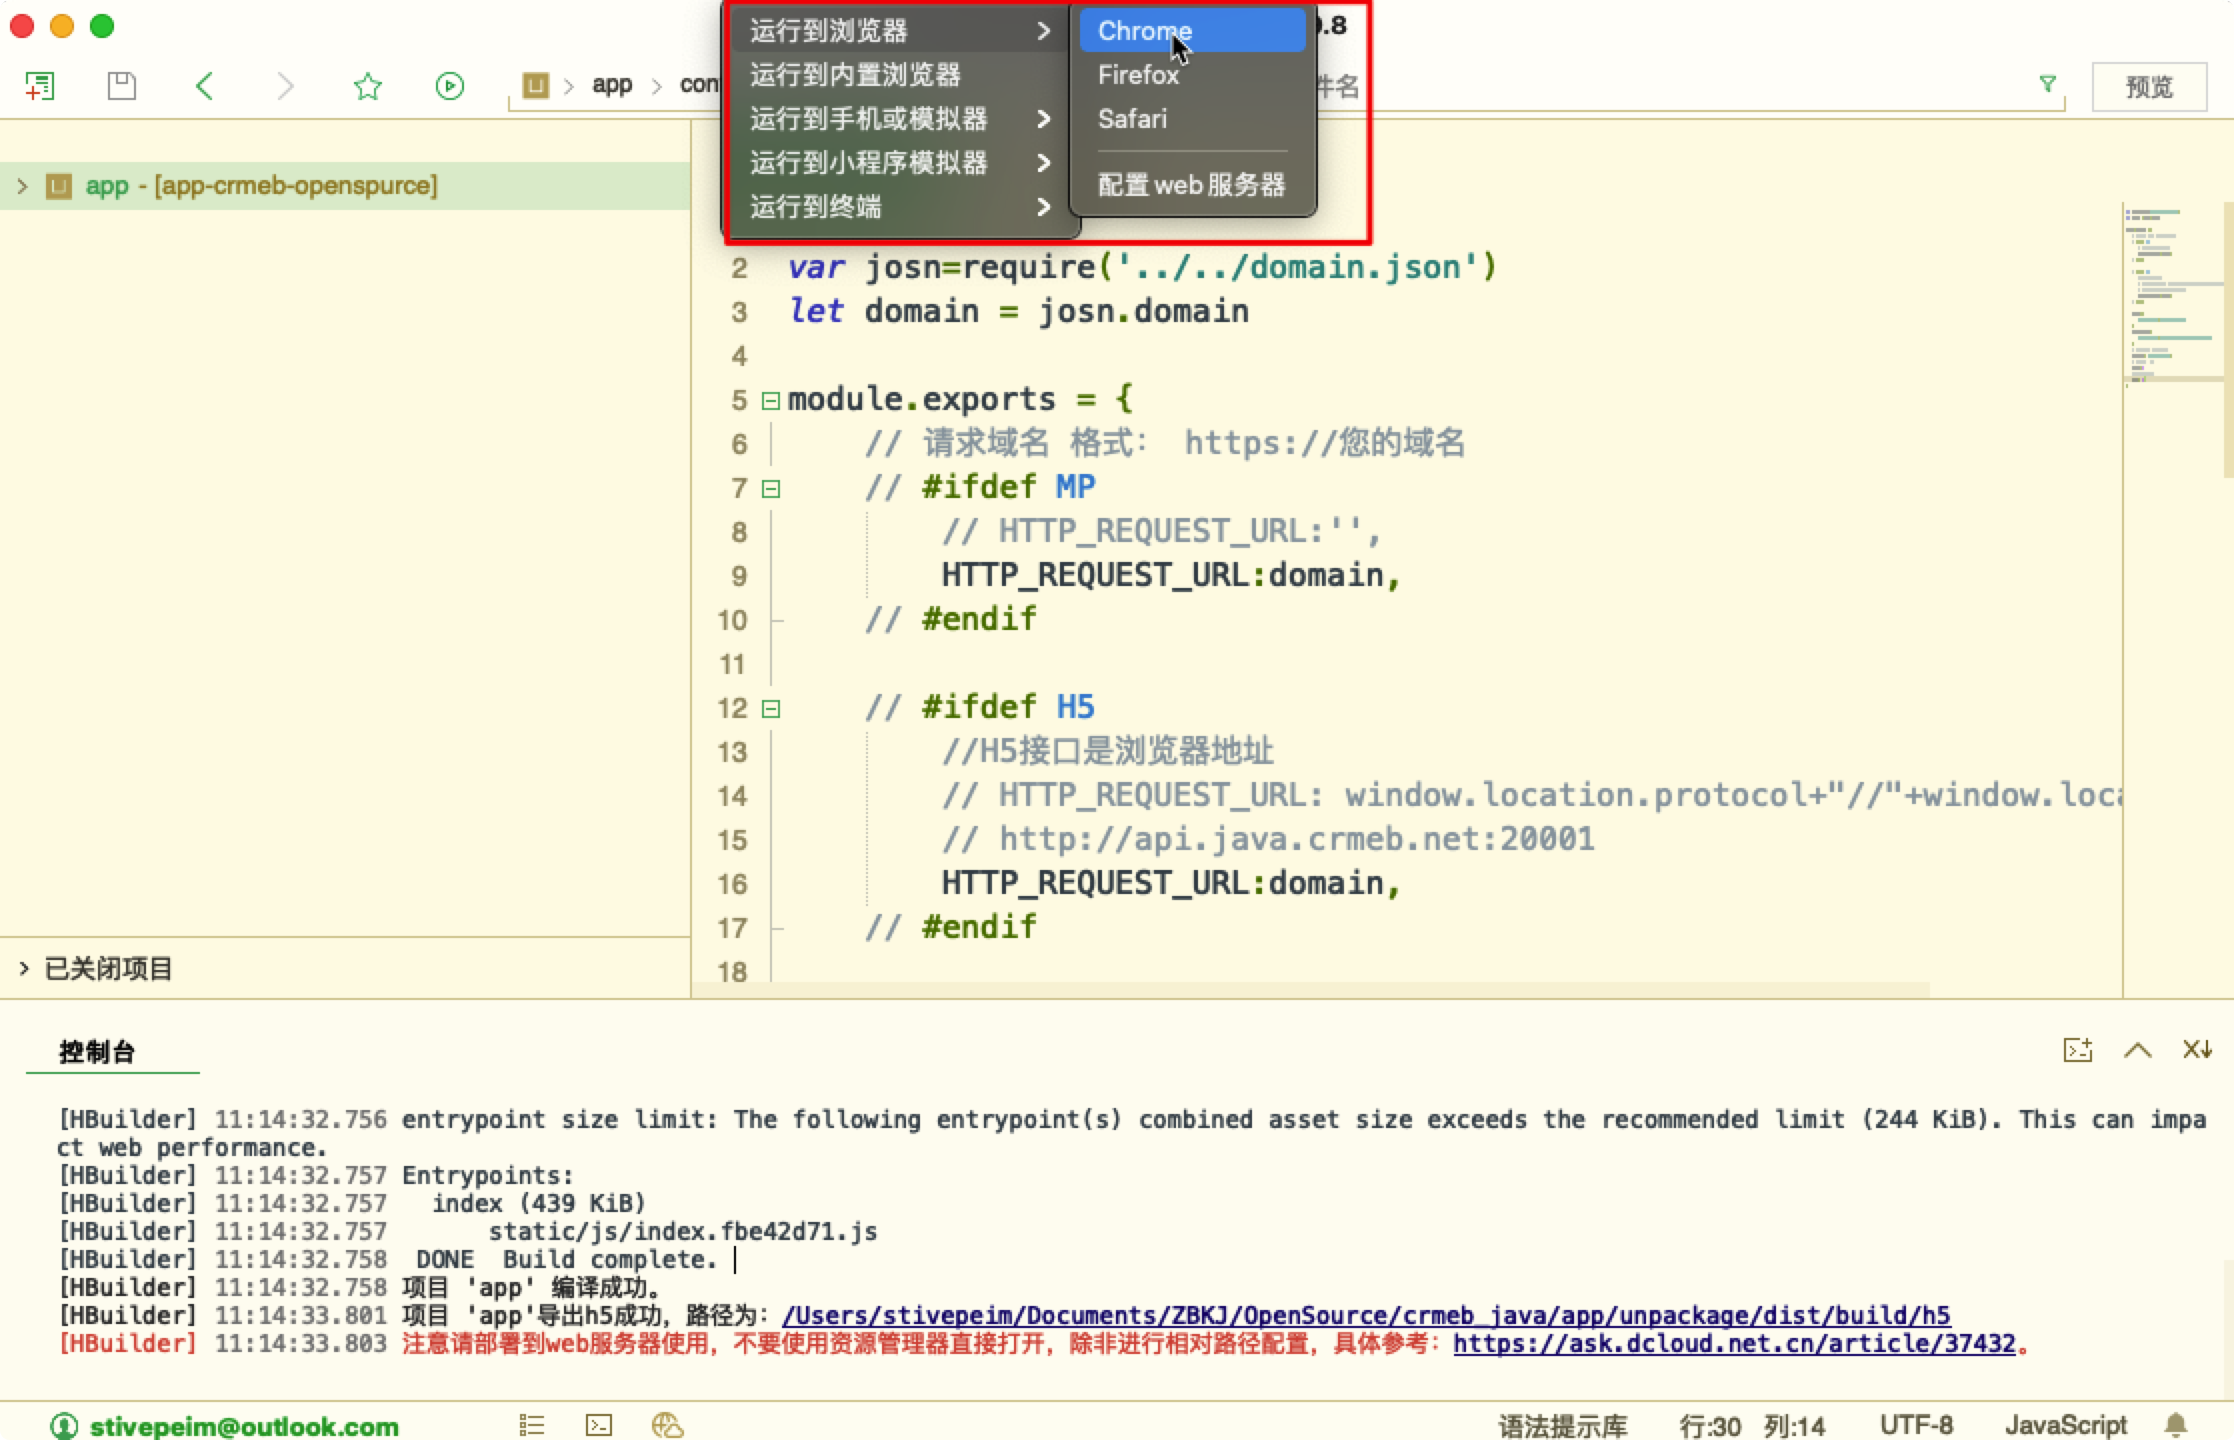 运行到浏览器
运行到内置浏览器
运行到手机或模拟器
运行到小程序模拟器
运行到终端
Chrome
Firefox
Safari
配置web服务器
.8
app
con
件名
预览
app - [app-crmeb-openspurce]
2 var josn=require('../../domain.json')
3 let domain = josn.domain
4
5 module.exports = {
6 // 请求域名 格式： https://您的域名
7 // #ifdef MP
8 // HTTP_REQUEST_URL:'',
9 HTTP_REQUEST_URL:domain,
10 // #endif
11
12 // #ifdef H5
13 //H5接口是浏览器地址
14 // HTTP_REQUEST_URL: window.location.protocol+"//"+window.loca
15 // http://api.java.crmeb.net:20001
16 HTTP_REQUEST_URL:domain,
17 // #endif
18
已关闭项目
控制台
[HBuilder] 11:14:32.756 entrypoint size limit: The following entrypoint(s) combined asset size exceeds the recommended limit (244 KiB). This can impa
ct web performance.
[HBuilder] 11:14:32.757 Entrypoints:
[HBuilder] 11:14:32.757 index (439 KiB)
[HBuilder] 11:14:32.757 static/js/index.fbe42d71.js
[HBuilder] 11:14:32.758 DONE Build complete.
[HBuilder] 11:14:32.758 项目 'app' 编译成功。
[HBuilder] 11:14:33.801 项目 'app'导出h5成功，路径为：/Users/stivepeim/Documents/ZBKJ/OpenSource/crmeb_java/app/unpackage/dist/build/h5
[HBuilder] 11:14:33.803 注意请部署到web服务器使用，不要使用资源管理器直接打开，除非进行相对路径配置，具体参考：https://ask.dcloud.net.cn/article/37432。
stivepeim@outlook.com
语法提示库 行:30 列:14 UTF-8 JavaScript